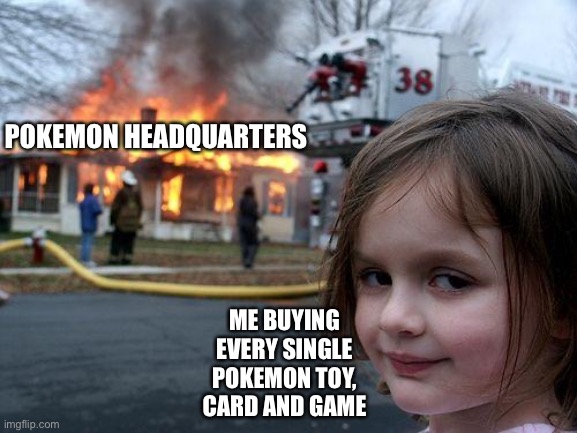 38
POKEMON HEADQUARTERS
ME BUYING
EVERY SINGLE
POKEMON TOY,
CARD AND GAME
imgflip.com